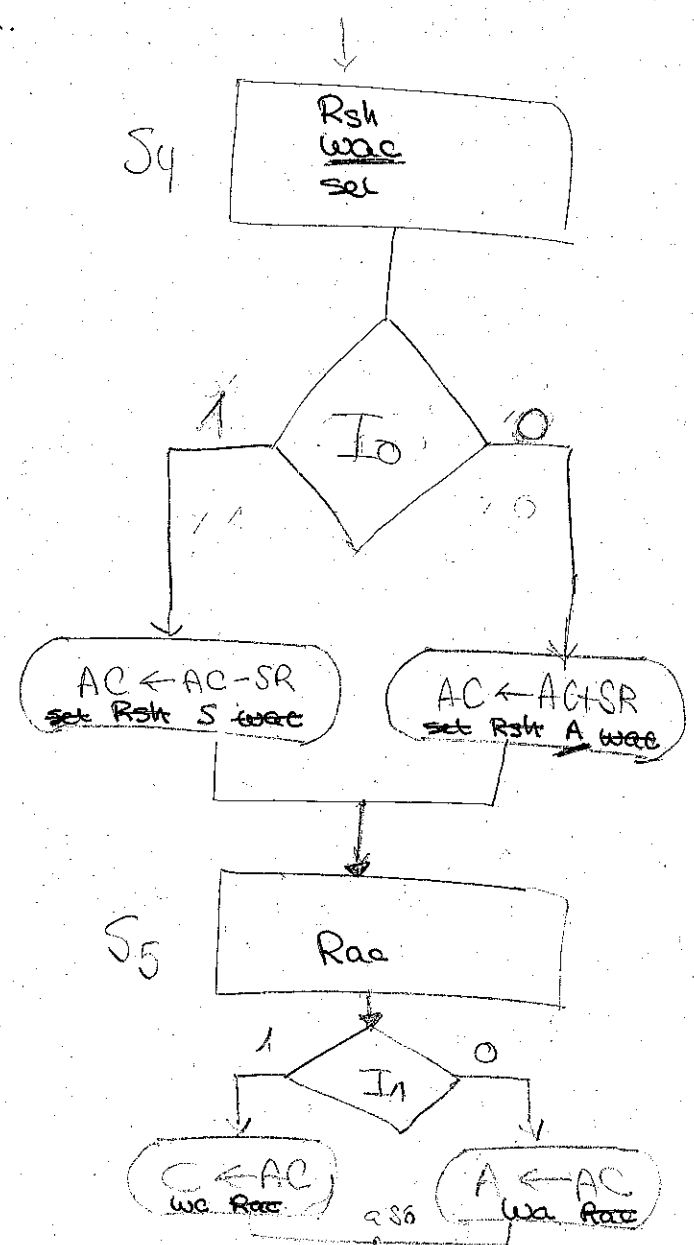 Rsh
S4
wac
sel
1
I0
0
AC ← AC-SR
sel Rsh S wac
AC ← AC+SR
sel Rsh A wac
S5
Rac
1
I1
0
C ← AC
wc Rac
A ← AC
wa Rac